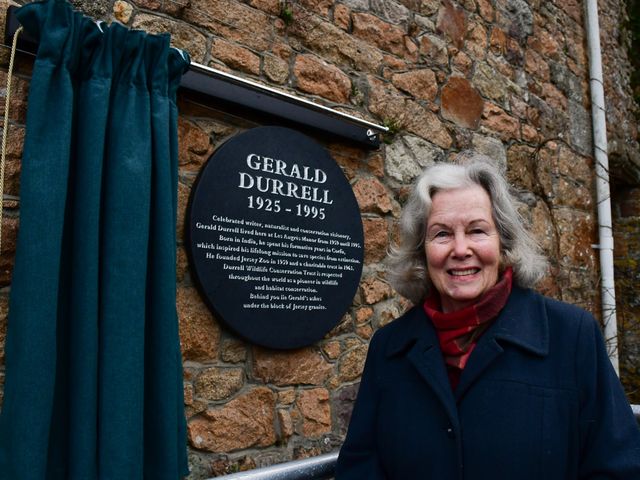 GERALD
DURRELL
1925 - 1995
Celebrated writer, naturalist and conservation visionary,
Gerald Durrell lived here at Les Augres Manor from 1959 until 1995.
Born in India, he spent his formative years in Corfu,
which inspired his lifelong mission to save species from extinction.
He founded Jersey Zoo in 1959 and a charitable trust in 1963.
Durrell Wildlife Conservation Trust is respected
throughout the world as a pioneer in wildlife
and habitat conservation.
Behind you lie Gerald's ashes
under the block of Jersey granite.